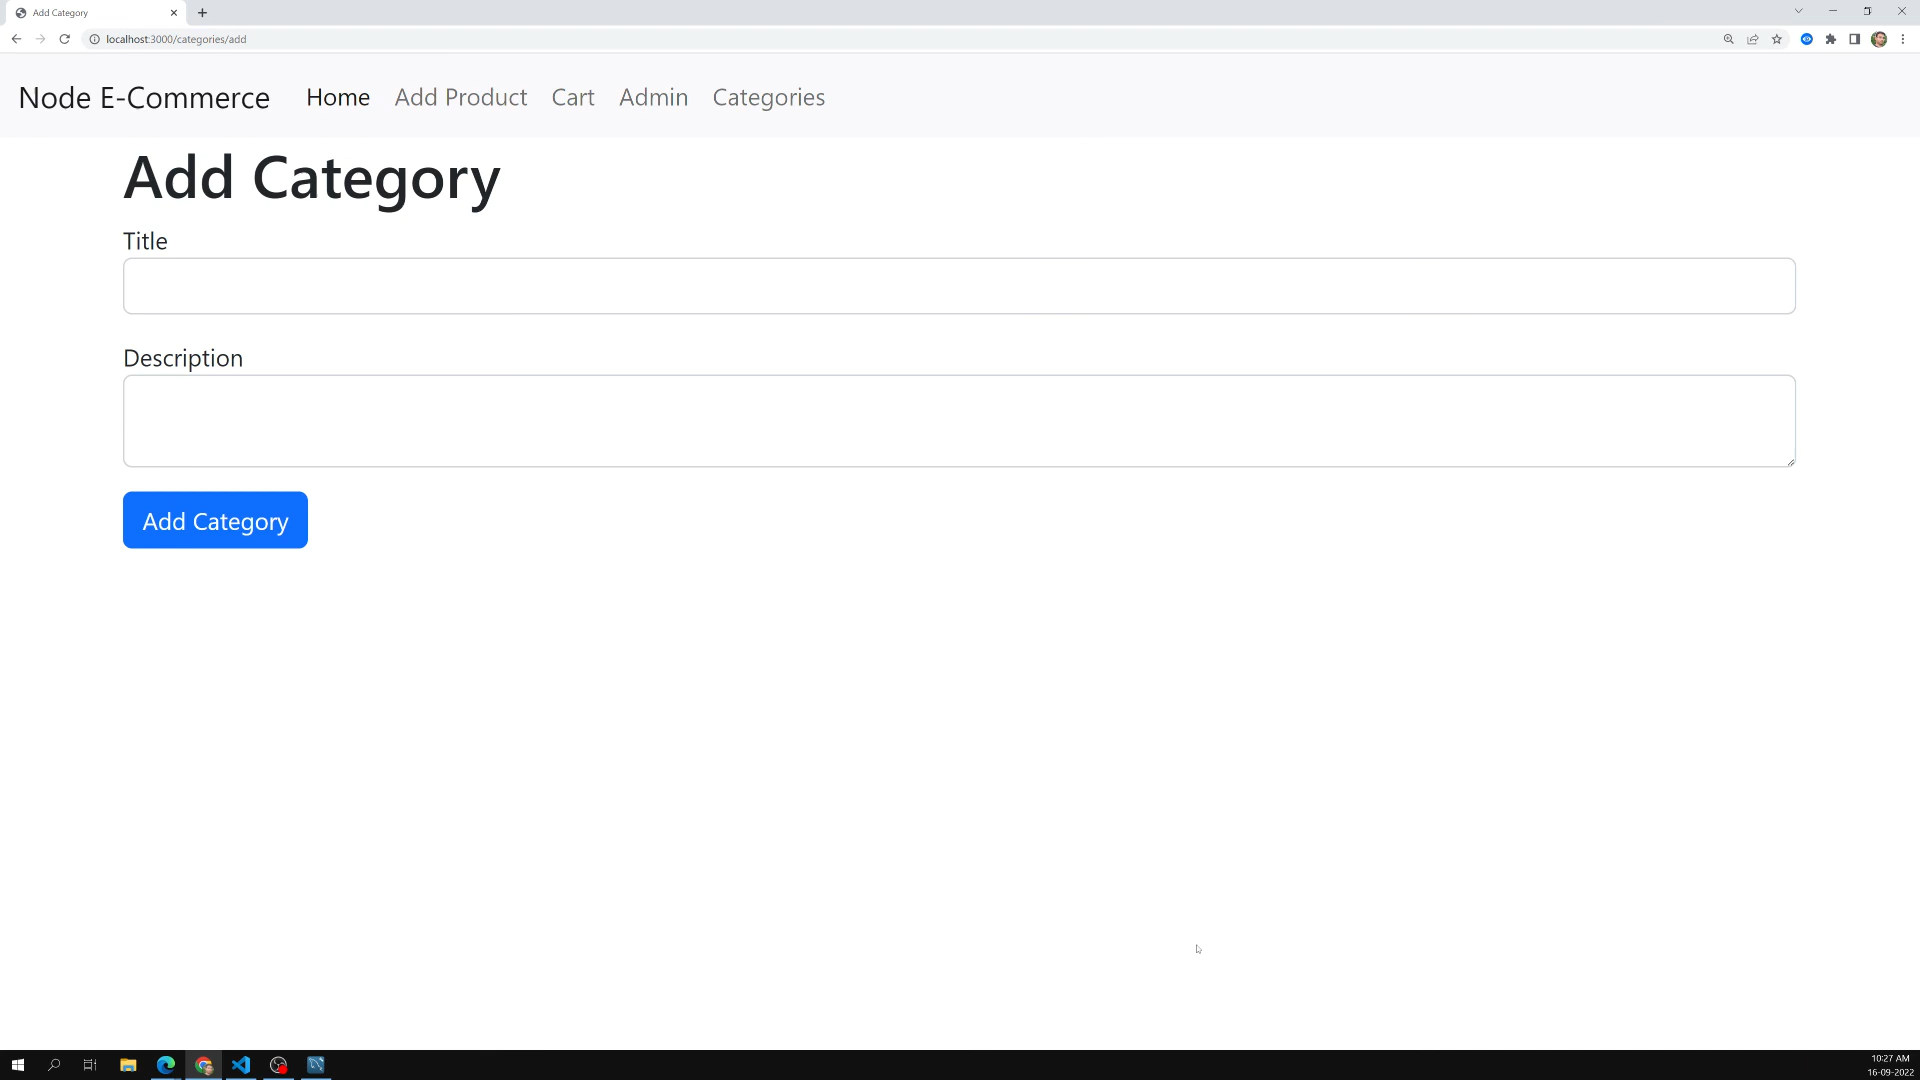 Add Category
localhost:3000/categories/add
Node E-Commerce Home Add Product Cart Admin Categories
Add Category
Title
Description
Add Category
10:27 AM
16-09-2022